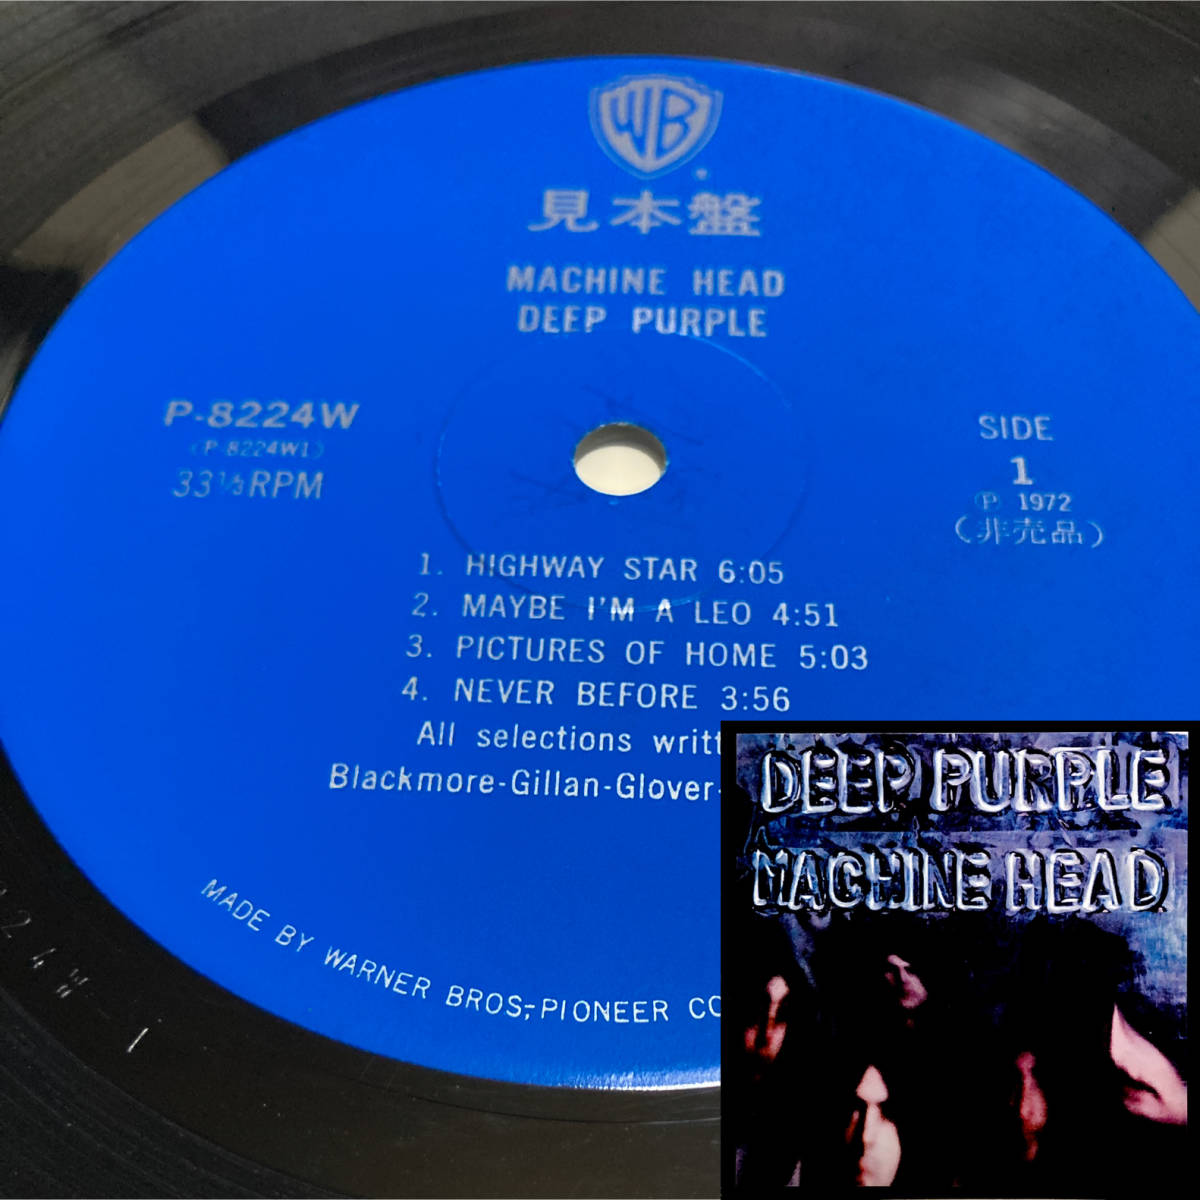 WB
見本盤
MACHINE HEAD
DEEP PURPLE
P-8224W
(P-8224W1)
33⅓RPM
SIDE
1
Ⓟ 1972
(非売品)
1. HIGHWAY STAR 6:05
2. MAYBE I'M A LEO 4:51
3. PICTURES OF HOME 5:03
4. NEVER BEFORE 3:56
All selections writt
Blackmore-Gillan-Glover-
MADE BY WARNER BROS.-PIONEER CO
24W
1
DEEP PURPLE
MACHINE HEAD